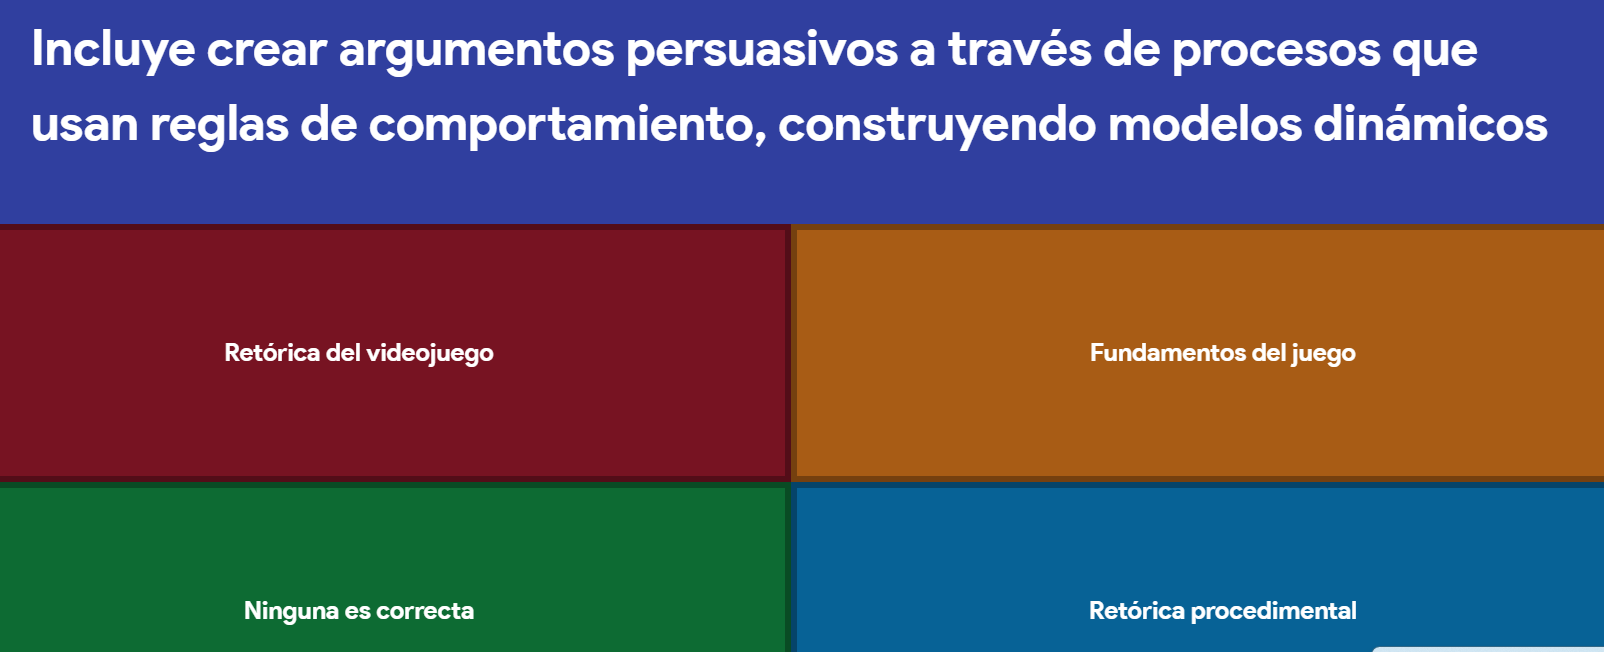 Incluye crear argumentos persuasivos a través de procesos que
usan reglas de comportamiento, construyendo modelos dinámicos
Retórica del videojuego
Fundamentos del juego
Ninguna es correcta
Retórica procedimental